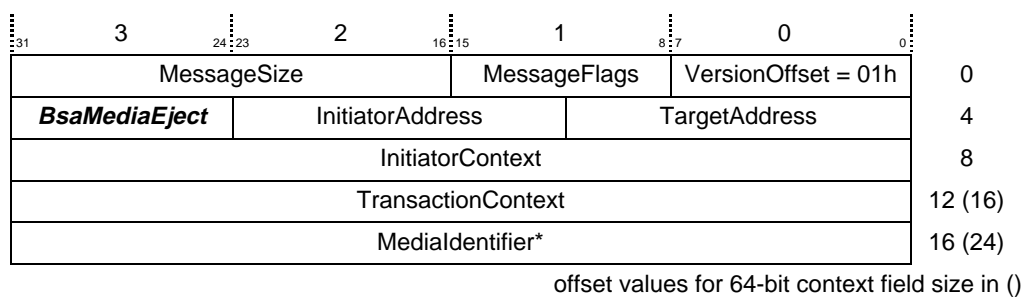 3 2 1 0
31 24 23 16 15 8 7 0
MessageSize MessageFlags VersionOffset = 01h 0
BsaMediaEject InitiatorAddress TargetAddress 4
InitiatorContext 8
TransactionContext 12 (16)
MediaIdentifier* 16 (24)
offset values for 64-bit context field size in ()